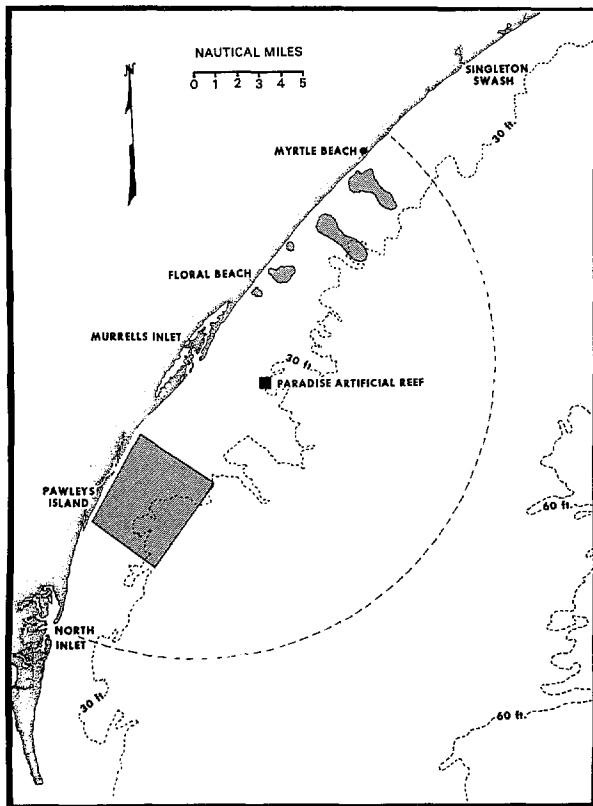 NAUTICAL MILES
0 1 2 3 4 5
N
SINGLETON
SWASH
30 ft.
MYRTLE BEACH
FLORAL BEACH
MURRELLS INLET
30 ft.
PARADISE ARTIFICIAL REEF
PAWLEYS
ISLAND
60 ft.
NORTH
INLET
30 ft.
60 ft.